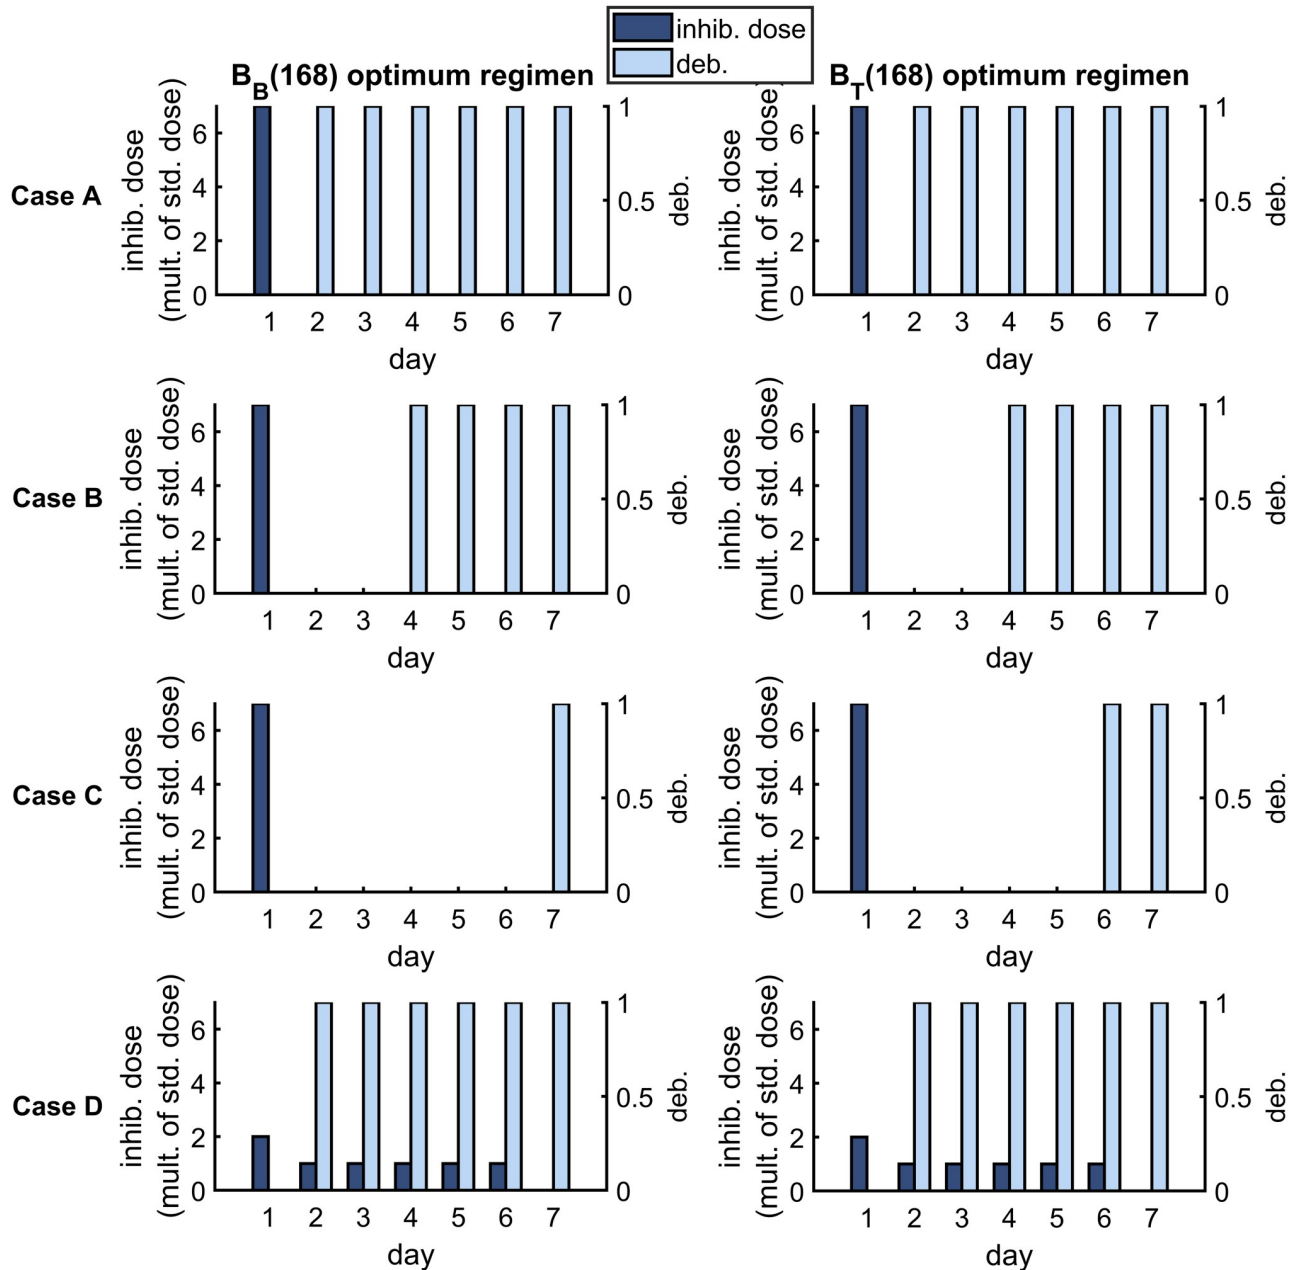 inhib. dose
deb.
B_B(168) optimum regimen
B_T(168) optimum regimen
Case A
inhib. dose
(mult. of std. dose)
6
4
2
0
1
0.5
0
deb.
1 2 3 4 5 6 7
day
inhib. dose
(mult. of std. dose)
6
4
2
0
1
0.5
0
deb.
1 2 3 4 5 6 7
day
Case B
inhib. dose
(mult. of std. dose)
6
4
2
0
1
0.5
0
deb.
1 2 3 4 5 6 7
day
inhib. dose
(mult. of std. dose)
6
4
2
0
1
0.5
0
deb.
1 2 3 4 5 6 7
day
Case C
inhib. dose
(mult. of std. dose)
6
4
2
0
1
0.5
0
deb.
1 2 3 4 5 6 7
day
inhib. dose
(mult. of std. dose)
6
4
2
0
1
0.5
0
deb.
1 2 3 4 5 6 7
day
Case D
inhib. dose
(mult. of std. dose)
6
4
2
0
1
0.5
0
deb.
1 2 3 4 5 6 7
day
inhib. dose
(mult. of std. dose)
6
4
2
0
1
0.5
0
deb.
1 2 3 4 5 6 7
day